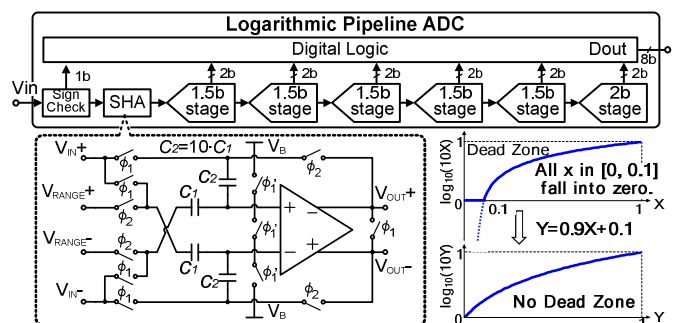 Logarithmic Pipeline ADC
Digital Logic
Dout
8b
Vin
1b
2b
2b
2b
2b
2b
2b
Sign Check
SHA
1.5b stage
1.5b stage
1.5b stage
1.5b stage
1.5b stage
2b stage
VIN+
ϕ1
C2=10·C1
VB
ϕ2
ϕ1
VRANGE+
ϕ2
C1
C2
ϕ1'
VOUT+
ϕ1
VRANGE-
ϕ2
ϕ1
C1
C2
ϕ1'
VOUT-
VIN-
ϕ1
VB
ϕ2
+
−
−
+
log10(10X)
1
Dead Zone
All x in [0, 0.1]
fall into zero.
0
0.1
1
X
Y=0.9X+0.1
log10(10Y)
1
No Dead Zone
0
1
Y